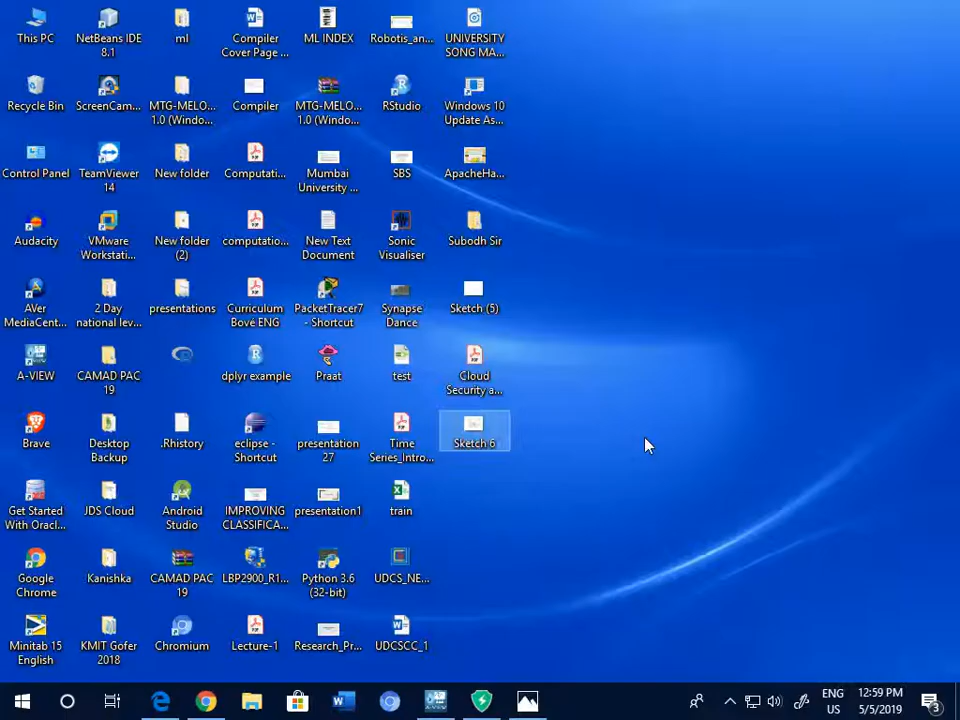 This PC
NetBeans IDE
8.1
ml
Compiler
Cover Page ...
ML INDEX
Robotis_an...
UNIVERSITY
SONG MA...
Recycle Bin
ScreenCam...
MTG-MELO...
1.0 (Windo...
Compiler
MTG-MELO...
1.0 (Windo...
RStudio
Windows 10
Update As...
Control Panel
TeamViewer
14
New folder
Computati...
Mumbai
University ...
SBS
ApacheHa...
Audacity
VMware
Workstati...
New folder
(2)
computatio...
New Text
Document
Sonic
Visualiser
Subodh Sir
AVer
MediaCent...
2 Day
national lev...
presentations
Curriculum
Bové ENG
PacketTracer7
- Shortcut
Synapse
Dance
Sketch (5)
A-VIEW
CAMAD PAC
19
dplyr example
Praat
test
Cloud
Security a...
Brave
Desktop
Backup
.Rhistory
eclipse -
Shortcut
presentation
27
Time
Series_Intro...
Sketch 6
Get Started
With Oracl...
JDS Cloud
Android
Studio
IMPROVING
CLASSIFICA...
presentation1
train
Google
Chrome
Kanishka
CAMAD PAC
19
LBP2900_R1...
Python 3.6
(32-bit)
UDCS_NE...
Minitab 15
English
KMIT Gofer
2018
Chromium
Lecture-1
Research_Pr...
UDCSCC_1
ENG
US
12:59 PM
5/5/2019
3